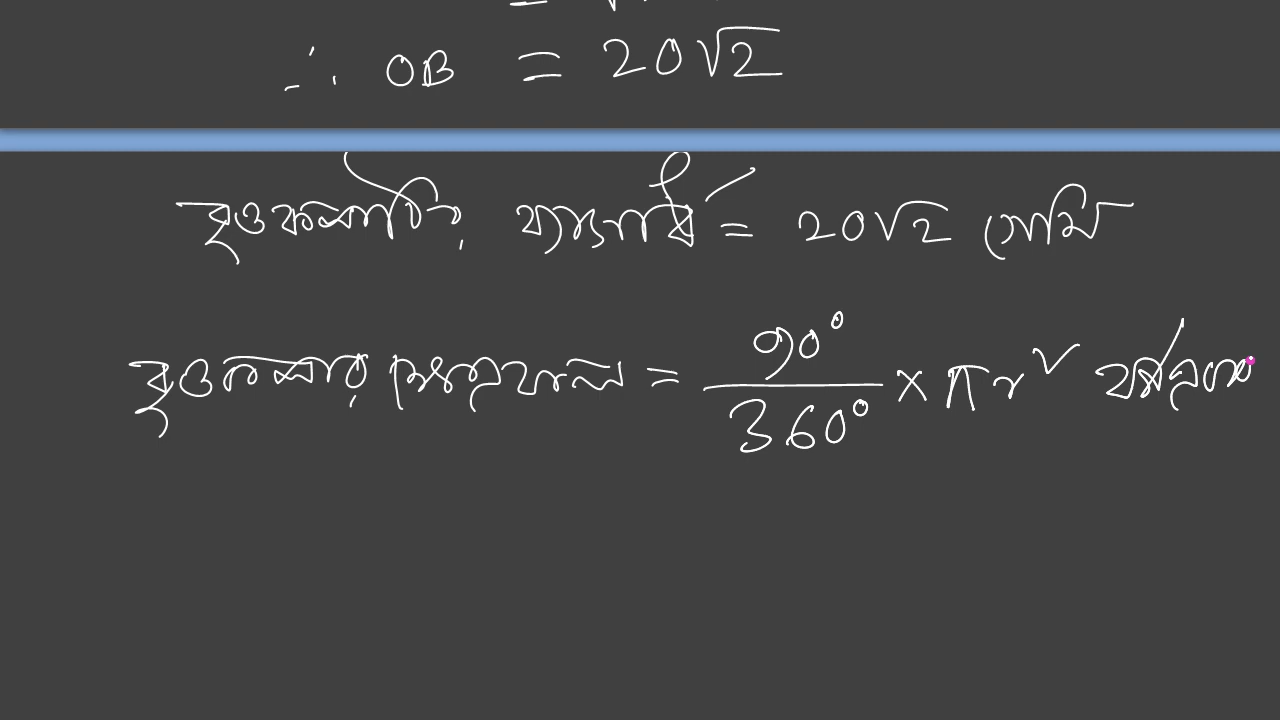 ∴ OB = 20√2
বৃত্তকলাটির ব্যাসার্ধ = 20√2 সেমি
বৃত্তকলার ক্ষেত্রফল = 90°/360° × πr² বর্গএকক